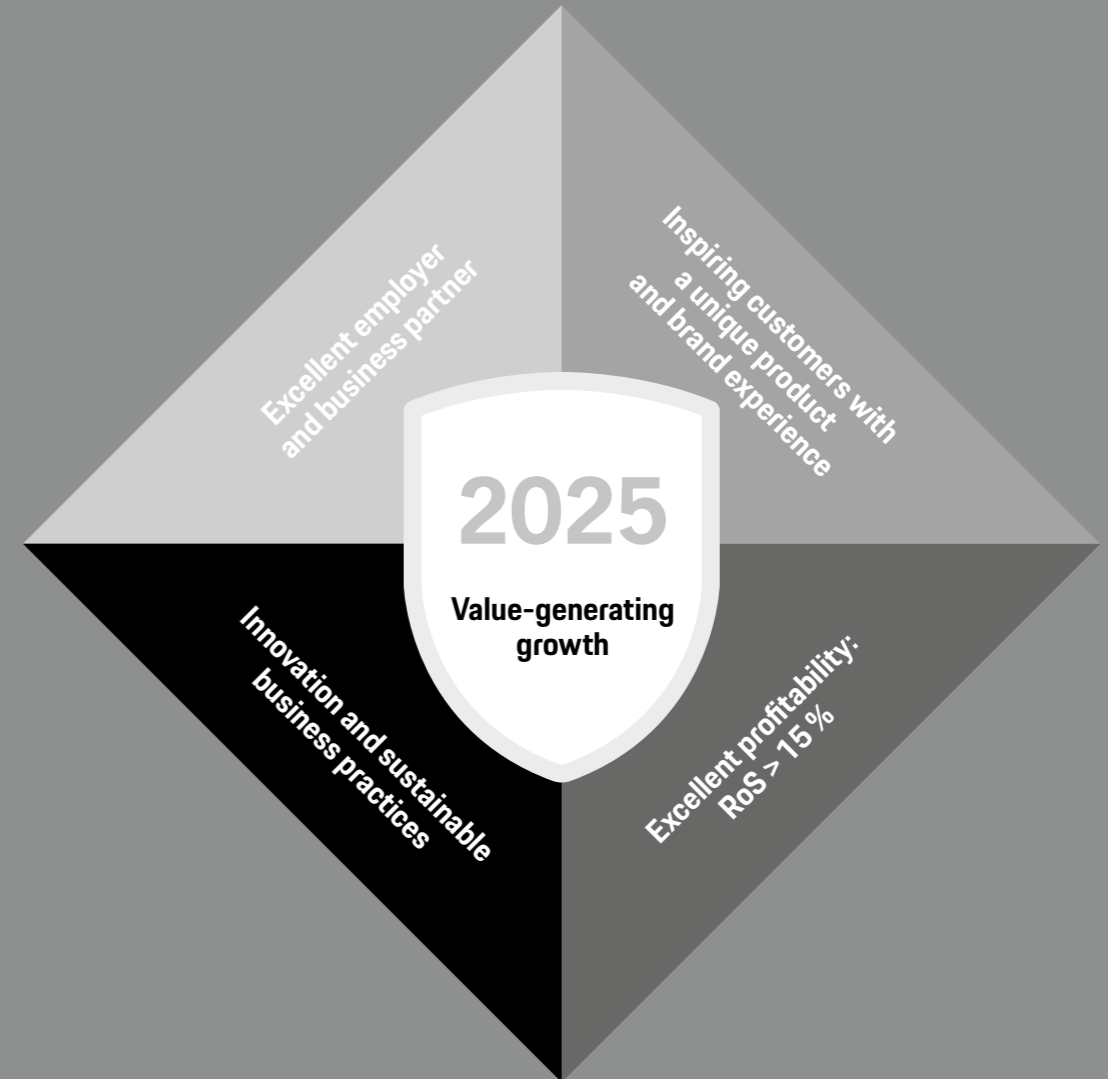 Excellent employer
and business partner
Inspiring customers with
a unique product
and brand experience
2025
Value-generating
growth
Innovation and sustainable
business practices
Excellent profitability:
RoS > 15 %